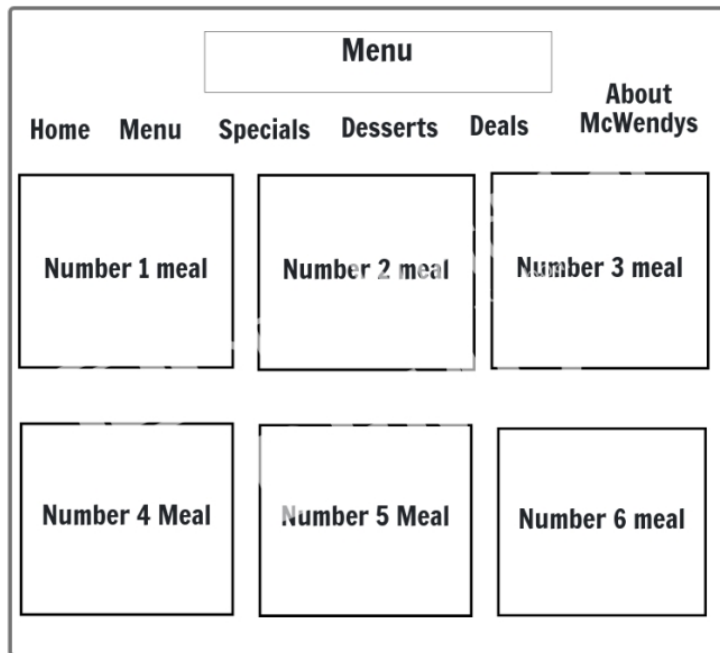 Menu
Home Menu Specials Desserts Deals About
McWendys
Number 1 meal
Number 2 meal
Number 3 meal
Number 4 Meal
Number 5 Meal
Number 6 meal